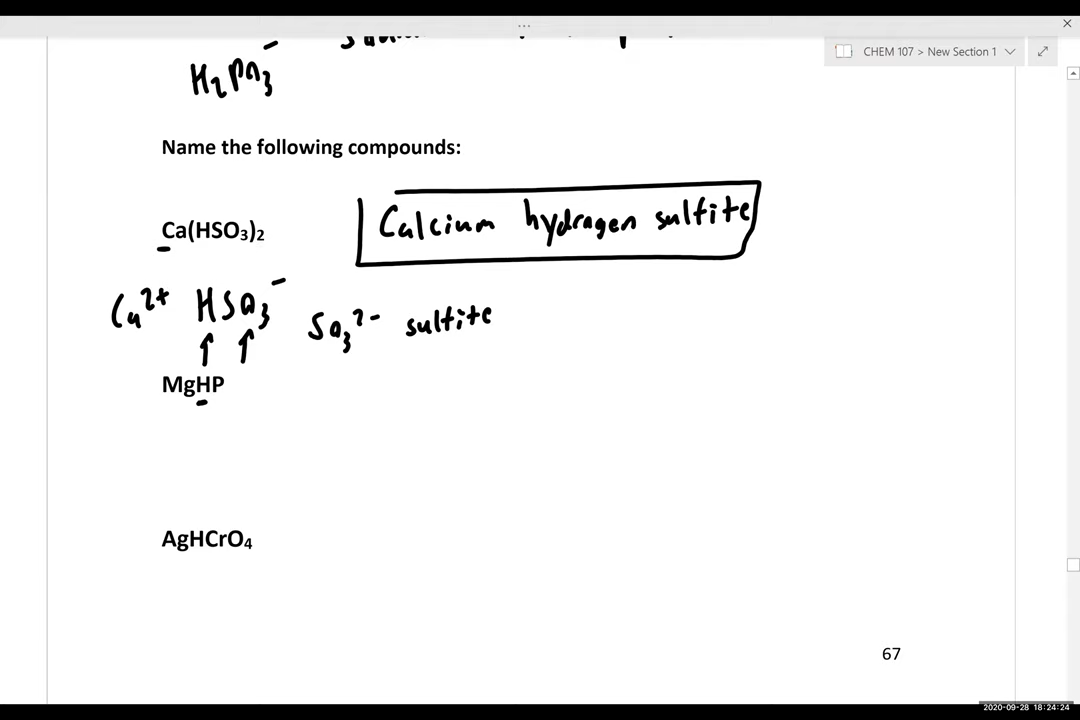 CHEM 107 > New Section 1
H₂PO₃⁻
Name the following compounds:
Ca(HSO₃)₂
Calcium hydrogen sulfite
Ca²⁺ HSO₃⁻
SO₃²⁻ sulfite
MgHP
AgHCrO₄
67
2020-09-28 18:24:24